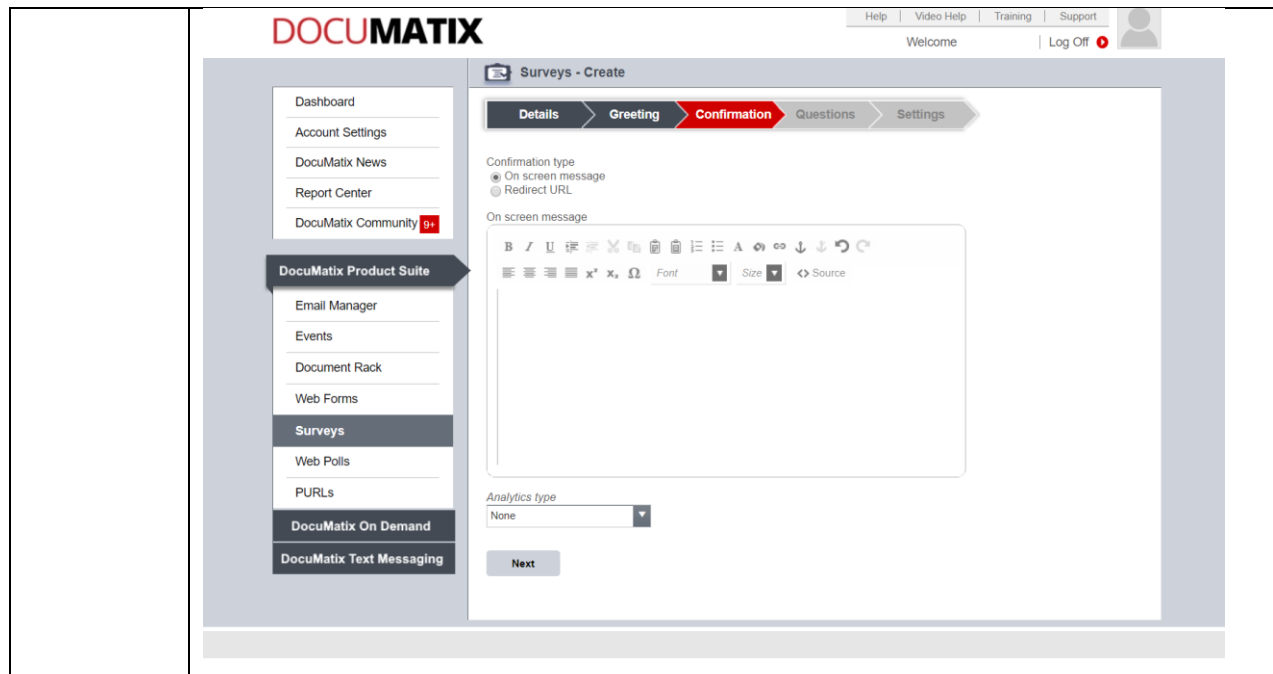 DOCUMATIX
Help | Video Help | Training | Support
Welcome | Log Off
Surveys - Create
Dashboard
Account Settings
DocuMatix News
Report Center
DocuMatix Community 9+
DocuMatix Product Suite
Email Manager
Events
Document Rack
Web Forms
Surveys
Web Polls
PURLs
DocuMatix On Demand
DocuMatix Text Messaging
Details Greeting Confirmation Questions Settings
Confirmation type
On screen message
Redirect URL
On screen message
B I U A
x² xₓ Ω Font Size <> Source
Analytics type
None
Next